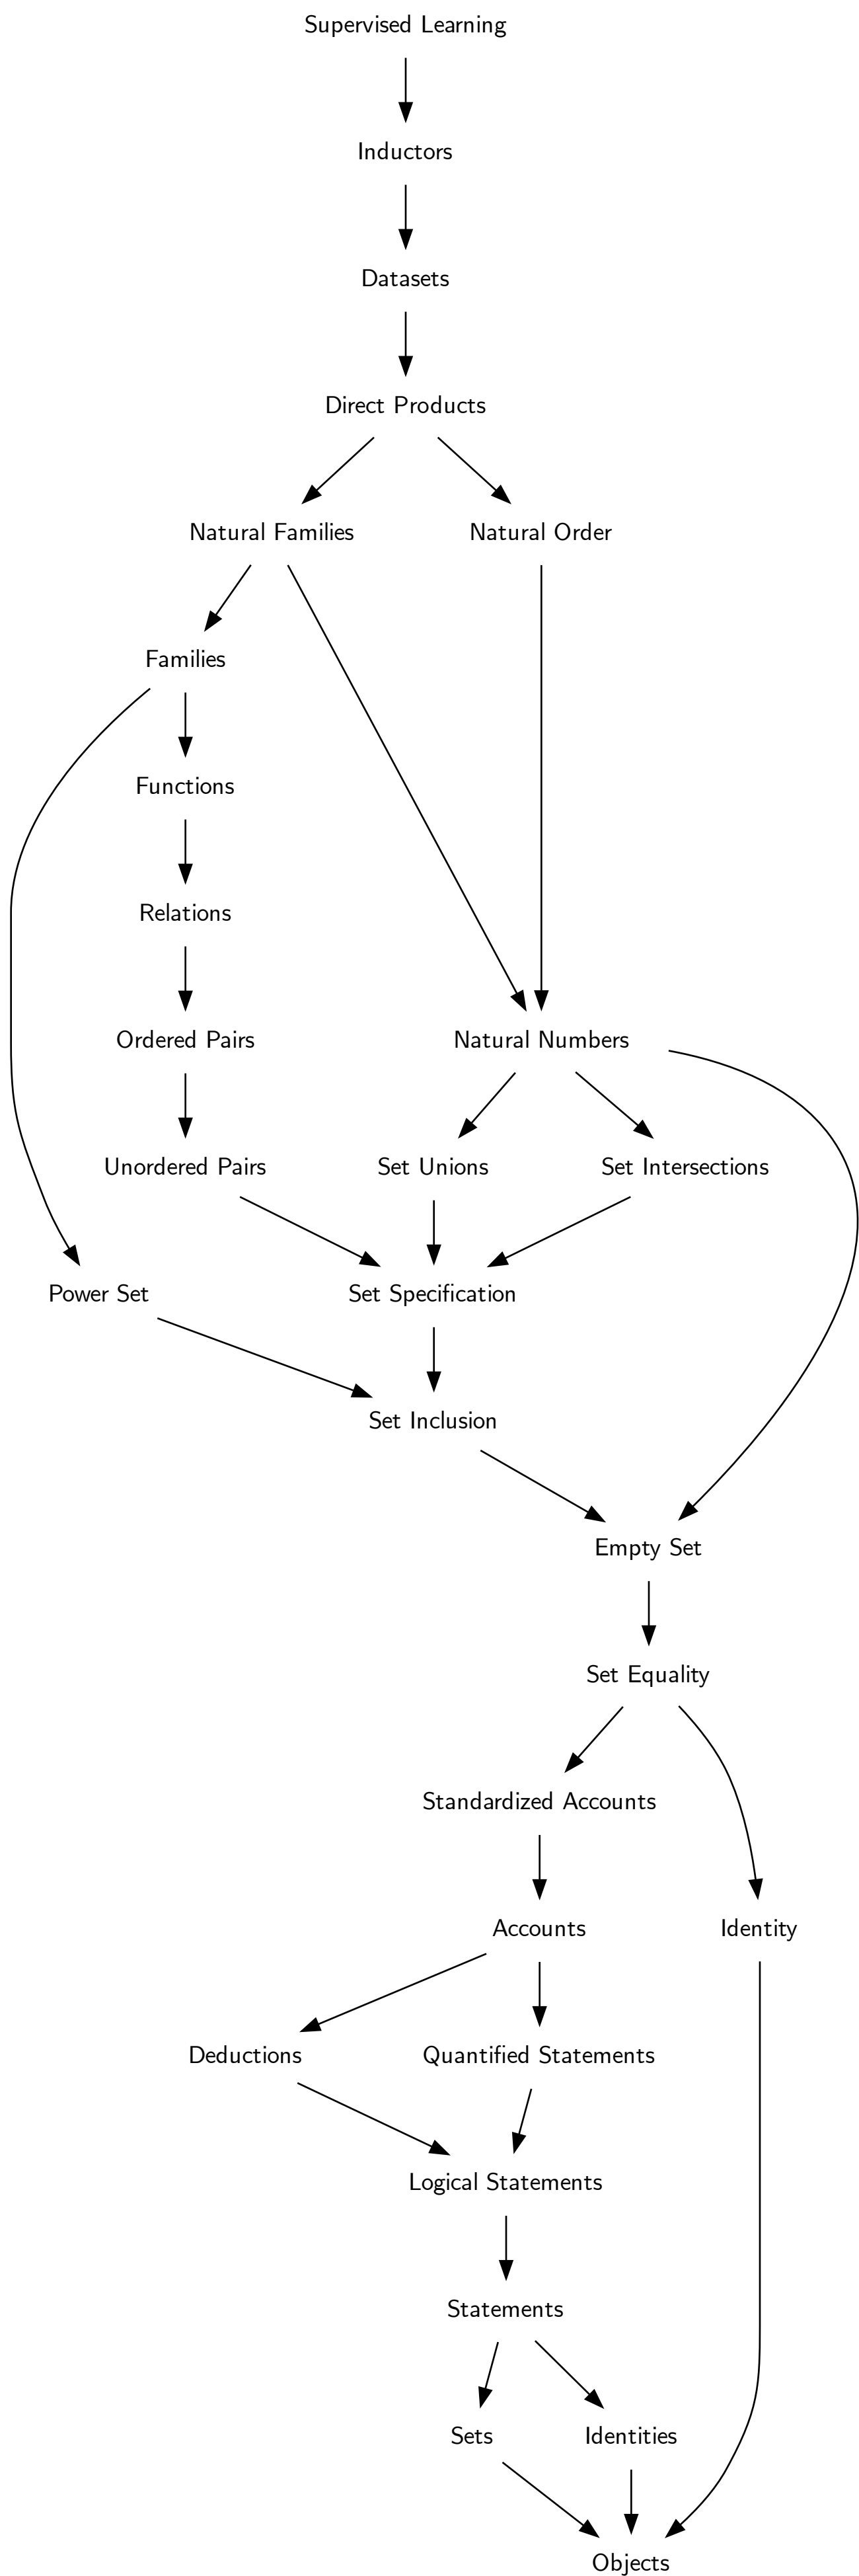 Supervised Learning
Inductors
Datasets
Direct Products
Natural Families
Natural Order
Families
Functions
Relations
Ordered Pairs
Natural Numbers
Unordered Pairs
Set Unions
Set Intersections
Power Set
Set Specification
Set Inclusion
Empty Set
Set Equality
Standardized Accounts
Accounts
Identity
Deductions
Quantified Statements
Logical Statements
Statements
Sets
Identities
Objects